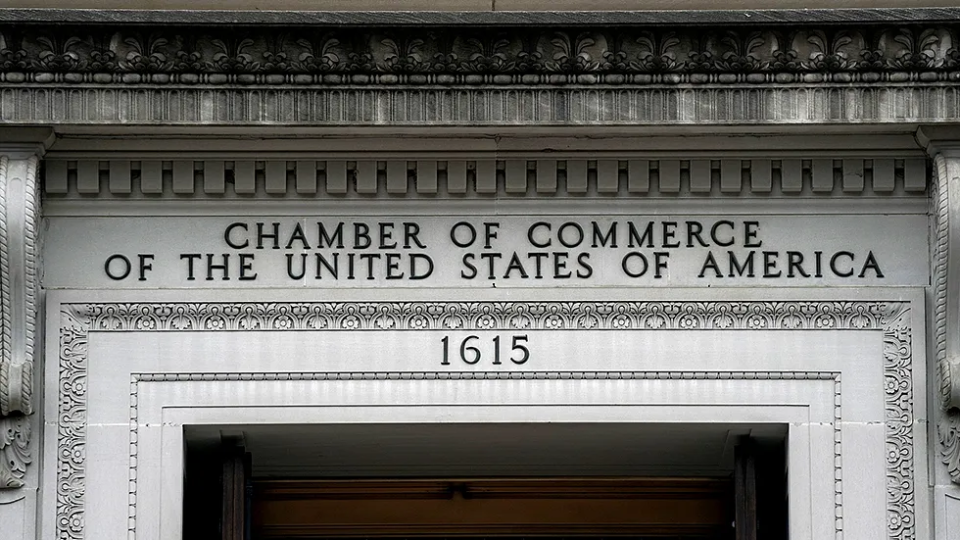 CHAMBER OF COMMERCE
OF THE UNITED STATES OF AMERICA
1615